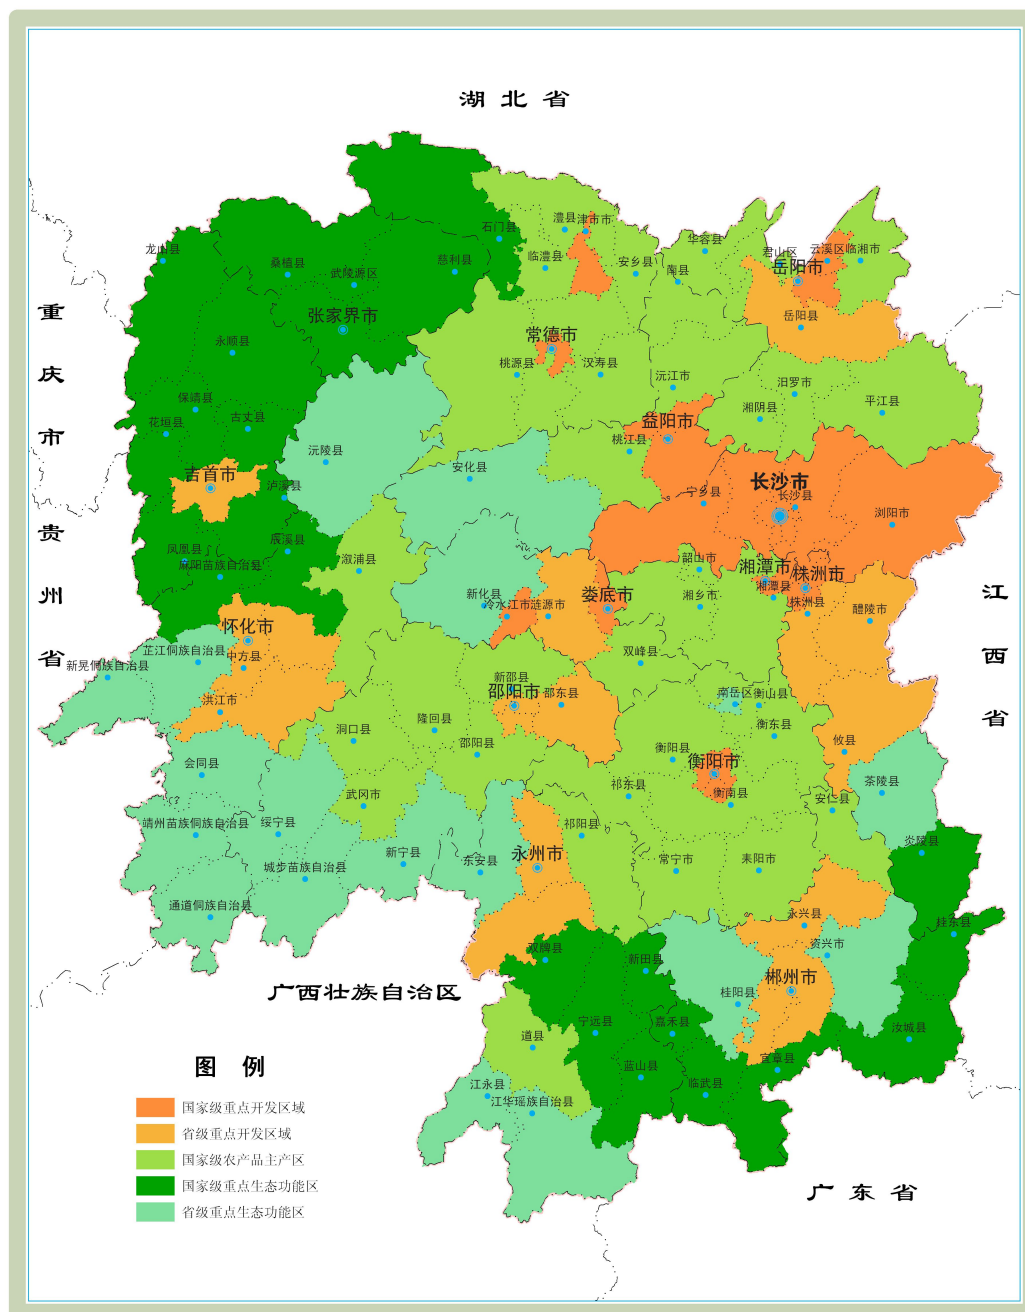 湖北省
石门县
澧县
津市市
临澧县
安乡县
南县
华容县
君山区
云溪区
临湘市
岳阳市
岳阳县
龙山县
桑植县
武陵源区
慈利县
张家界市
常德市
桃源县
汉寿县
沅江市
汨罗市
湘阴县
平江县
永顺县
保靖县
花垣县
古丈县
重庆市
益阳市
桃江县
沅陵县
安化县
吉首市
泸溪县
宁乡县
长沙市
长沙县
浏阳市
贵州省
凤凰县
麻阳苗族自治县
辰溪县
溆浦县
韶山市
湘潭市
湘潭县
株洲市
株洲县
湘乡市
醴陵市
新化县
冷水江市
涟源市
娄底市
江西省
怀化市
中方县
芷江侗族自治县
新晃侗族自治县
洪江市
双峰县
新邵县
邵阳市
邵东县
南岳区
衡山县
衡东县
隆回县
洞口县
邵阳县
衡阳县
衡阳市
衡南县
攸县
会同县
武冈市
祁东县
安仁县
茶陵县
靖州苗族侗族自治县
绥宁县
祁阳县
炎陵县
城步苗族自治县
新宁县
东安县
永州市
常宁市
耒阳市
通道侗族自治县
永兴县
桂东县
双牌县
新田县
资兴市
郴州市
桂阳县
广西壮族自治区
道县
宁远县
嘉禾县
汝城县
宜章县
蓝山县
临武县
江永县
江华瑶族自治县
广东省
图例
国家级重点开发区域
省级重点开发区域
国家级农产品主产区
国家级重点生态功能区
省级重点生态功能区